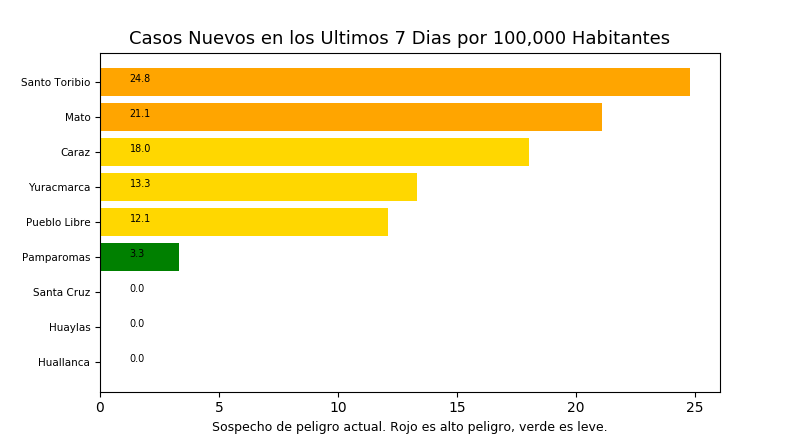 Casos Nuevos en los Ultimos 7 Dias por 100,000 Habitantes
Santo Toribio 24.8
Mato 21.1
Caraz 18.0
Yuracmarca 13.3
Pueblo Libre 12.1
Pamparomas 3.3
Santa Cruz 0.0
Huaylas 0.0
Huallanca 0.0
0 5 10 15 20 25
Sospecho de peligro actual. Rojo es alto peligro, verde es leve.